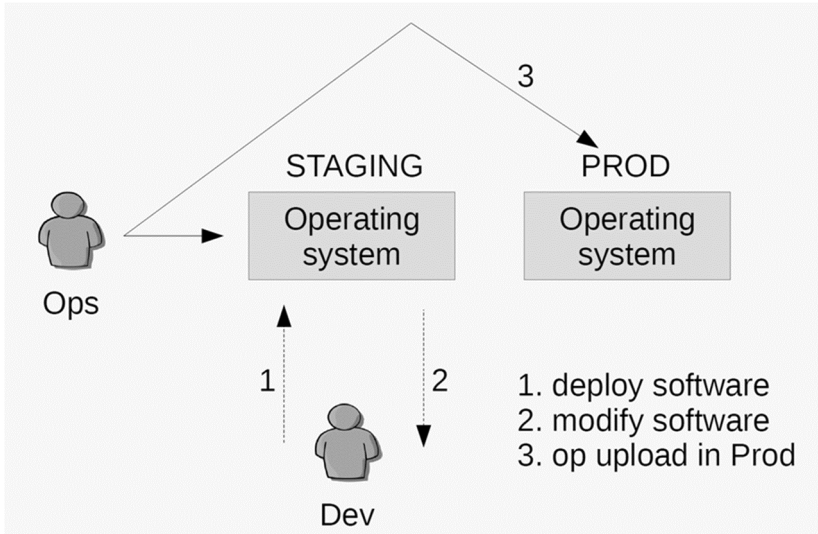 3
STAGING
PROD
Operating
system
Operating
system
Ops
1
2
1. deploy software
2. modify software
3. op upload in Prod
Dev